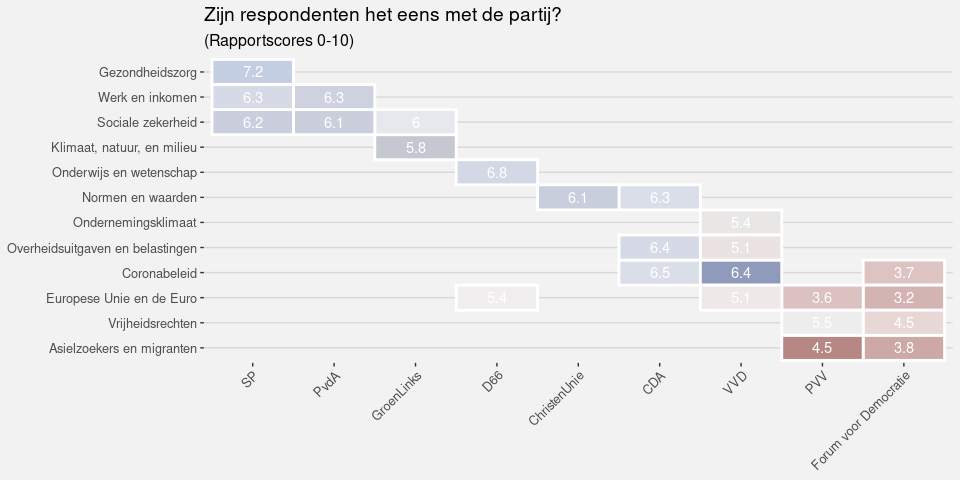 Zijn respondenten het eens met de partij?
(Rapportscores 0-10)
Gezondheidszorg 7.2
Werk en inkomen 6.3 6.3
Sociale zekerheid 6.2 6.1 6
Klimaat, natuur, en milieu 5.8
Onderwijs en wetenschap 6.8
Normen en waarden 6.1 6.3
Ondernemingsklimaat 5.4
Overheidsuitgaven en belastingen 6.4 5.1
Coronabeleid 6.5 6.4 3.7
Europese Unie en de Euro 5.4 5.1 3.6 3.2
Vrijheidsrechten 5.5 4.5
Asielzoekers en migranten 4.5 3.8
SP PvdA GroenLinks D66 ChristenUnie CDA VVD PVV Forum voor Democratie